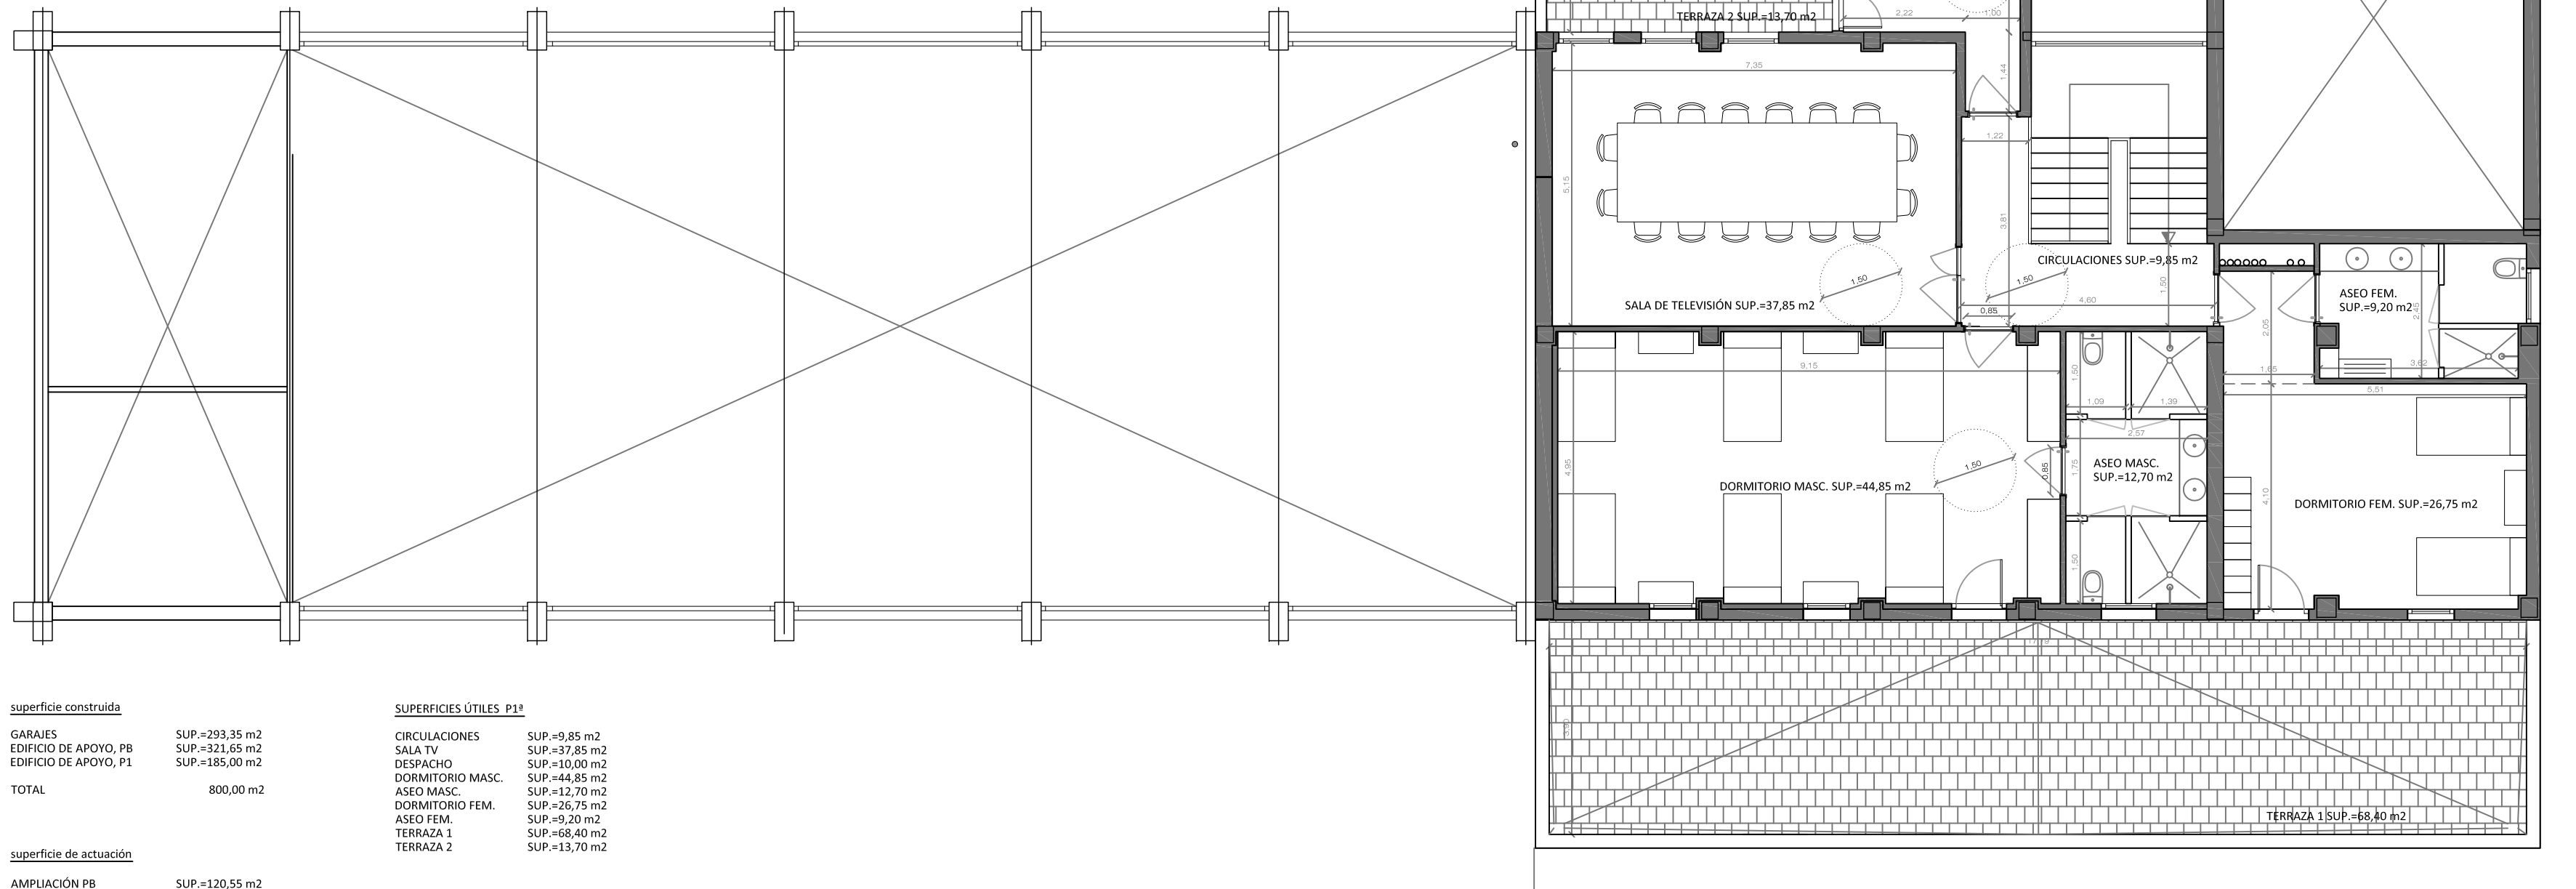 TERRAZA 2 SUP.=13,70 m2
2,22
1,00
7,35
1,44
1,22
5,15
3,81
CIRCULACIONES SUP.=9,85 m2
1,50
1,50
1,50
SALA DE TELEVISIÓN SUP.=37,85 m2
4,60
0,85
ASEO FEM.
SUP.=9,20 m2
2,45
2,05
3,62
1,65
5,51
9,15
1,50
1,09
1,39
2,57
4,95
1,50
0,85
1,75
ASEO MASC.
SUP.=12,70 m2
DORMITORIO MASC. SUP.=44,85 m2
4,10
DORMITORIO FEM. SUP.=26,75 m2
1,50
3,90
TERRAZA 1 SUP.=68,40 m2
superficie construida
GARAJES SUP.=293,35 m2
EDIFICIO DE APOYO, PB SUP.=321,65 m2
EDIFICIO DE APOYO, P1 SUP.=185,00 m2
TOTAL 800,00 m2
superficie de actuación
AMPLIACIÓN PB SUP.=120,55 m2
SUPERFICIES ÚTILES P1ª
CIRCULACIONES SUP.=9,85 m2
SALA TV SUP.=37,85 m2
DESPACHO SUP.=10,00 m2
DORMITORIO MASC. SUP.=44,85 m2
ASEO MASC. SUP.=12,70 m2
DORMITORIO FEM. SUP.=26,75 m2
ASEO FEM. SUP.=9,20 m2
TERRAZA 1 SUP.=68,40 m2
TERRAZA 2 SUP.=13,70 m2